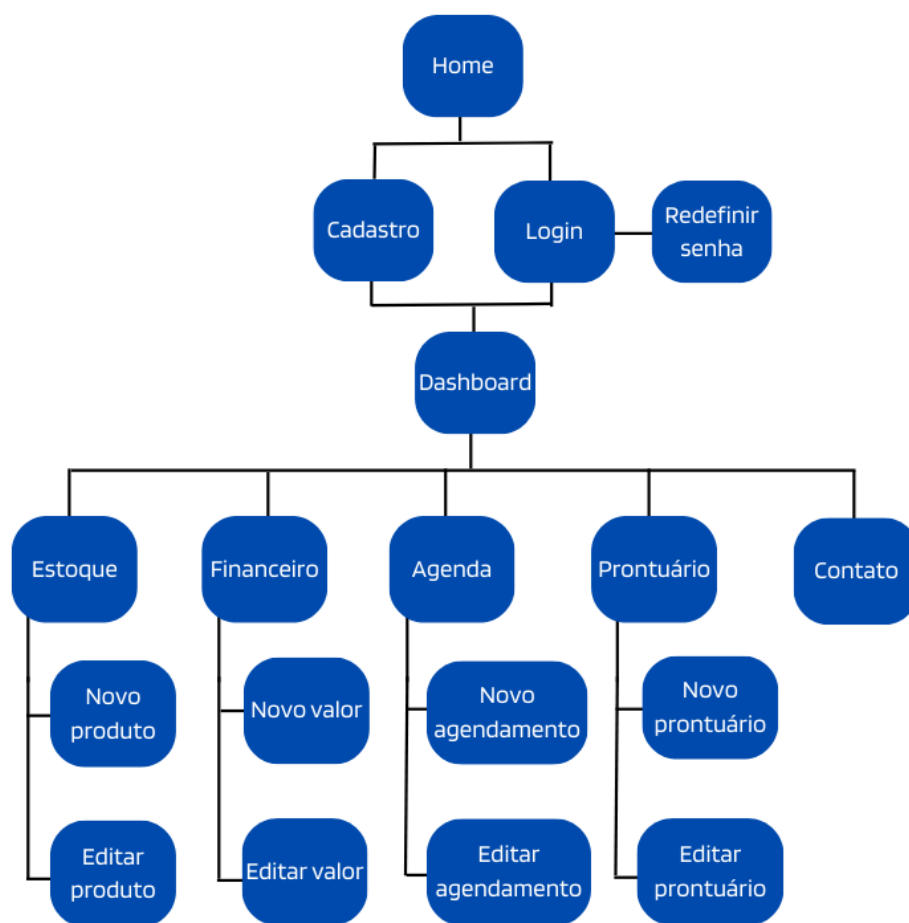 Home
Cadastro
Login
Redefinir
senha
Dashboard
Estoque
Financeiro
Agenda
Prontuário
Contato
Novo
produto
Novo valor
Novo
agendamento
Novo
prontuário
Editar
produto
Editar valor
Editar
agendamento
Editar
prontuário